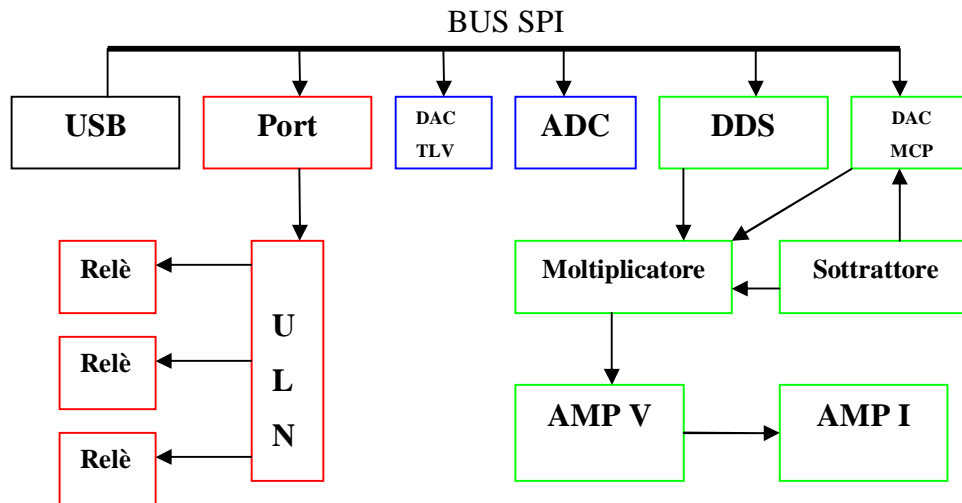 BUS SPI
USB
Port
DAC
TLV
ADC
DDS
DAC
MCP
Relè
Relè
Relè
U
L
N
Moltiplicatore
Sottrattore
AMP V
AMP I